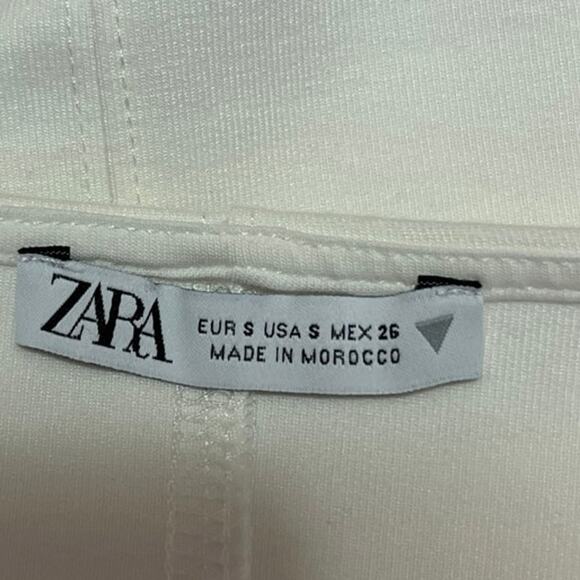 ZARA
EUR S USA S MEX 26
MADE IN MOROCCO